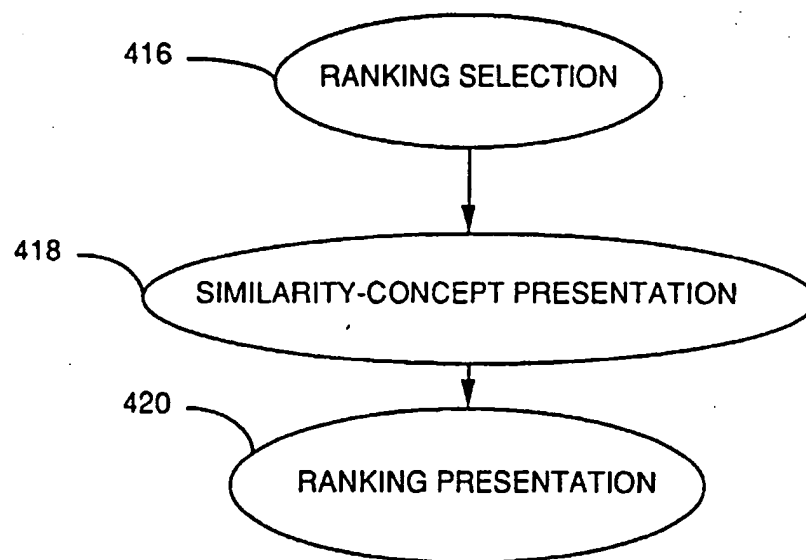 416
RANKING SELECTION
418
SIMILARITY-CONCEPT PRESENTATION
420
RANKING PRESENTATION